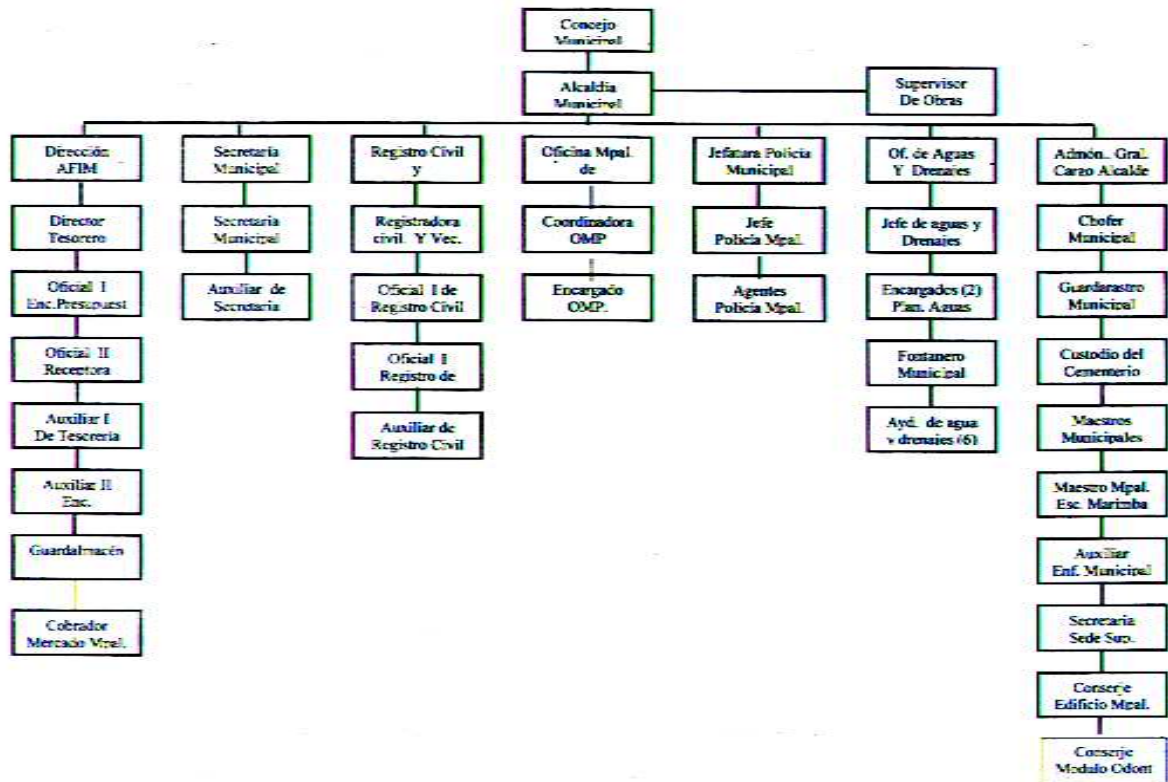 Concejo
Municipal
Alcaldía
Municipal
Supervisor
De Obras
Dirección
AFIM
Director
Tesorero
Oficial I
Enc.Presupuest
Oficial II
Receptora
Auxiliar I
De Tesorería
Auxiliar II
Enc.
Guardalmacén
Cobrador
Mercado Mpal.
Secretaría
Municipal
Secretaria
Municipal
Auxiliar de
Secretaria
Registro Civil
y
Registradora
civil. Y Vec.
Oficial I de
Registro Civil
Oficial I
Registro de
Auxiliar de
Registro Civil
Oficina Mpal.
de
Coordinadora
OMP
Encargado
OMP.
Jefatura Policía
Municipal
Jefe
Policía Mpal.
Agentes
Policía Mpal.
Of. de Aguas
Y Drenajes
Jefe de aguas y
Drenajes
Encargados (2)
Plan. Aguas
Fontanero
Municipal
Ayd. de agua
y drenajes (6)
Admón. Gral.
Cargo Alcalde
Chofer
Municipal
Guardarastro
Municipal
Custodio del
Cementerio
Maestros
Municipales
Maestro Mpal.
Esc. Marimba
Auxiliar
Enf. Municipal
Secretaria
Sede Sup.
Conserje
Edificio Mpal.
Conserje
Modulo Odont